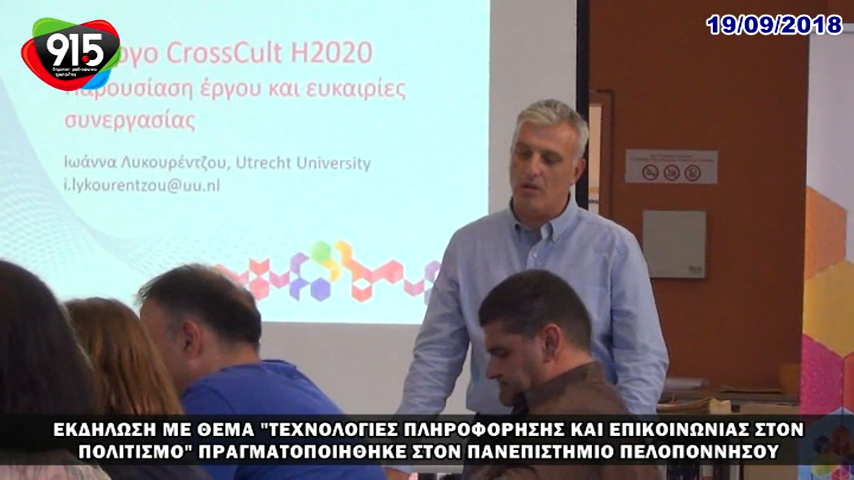 915
19/09/2018
ργο CrossCult H2020
Παρουσίαση έργου και ευκαιρίες
συνεργασίας
Ιωάννα Λυκουρέντζου, Utrecht University
i.lykourentzou@uu.nl
ΕΚΔΗΛΩΣΗ ΜΕ ΘΕΜΑ "ΤΕΧΝΟΛΟΓΙΕΣ ΠΛΗΡΟΦΟΡΗΣΗΣ ΚΑΙ ΕΠΙΚΟΙΝΩΝΙΑΣ ΣΤΟΝ
ΠΟΛΙΤΙΣΜΟ" ΠΡΑΓΜΑΤΟΠΟΙΗΘΗΚΕ ΣΤΟΝ ΠΑΝΕΠΙΣΤΗΜΙΟ ΠΕΛΟΠΟΝΝΗΣΟΥ